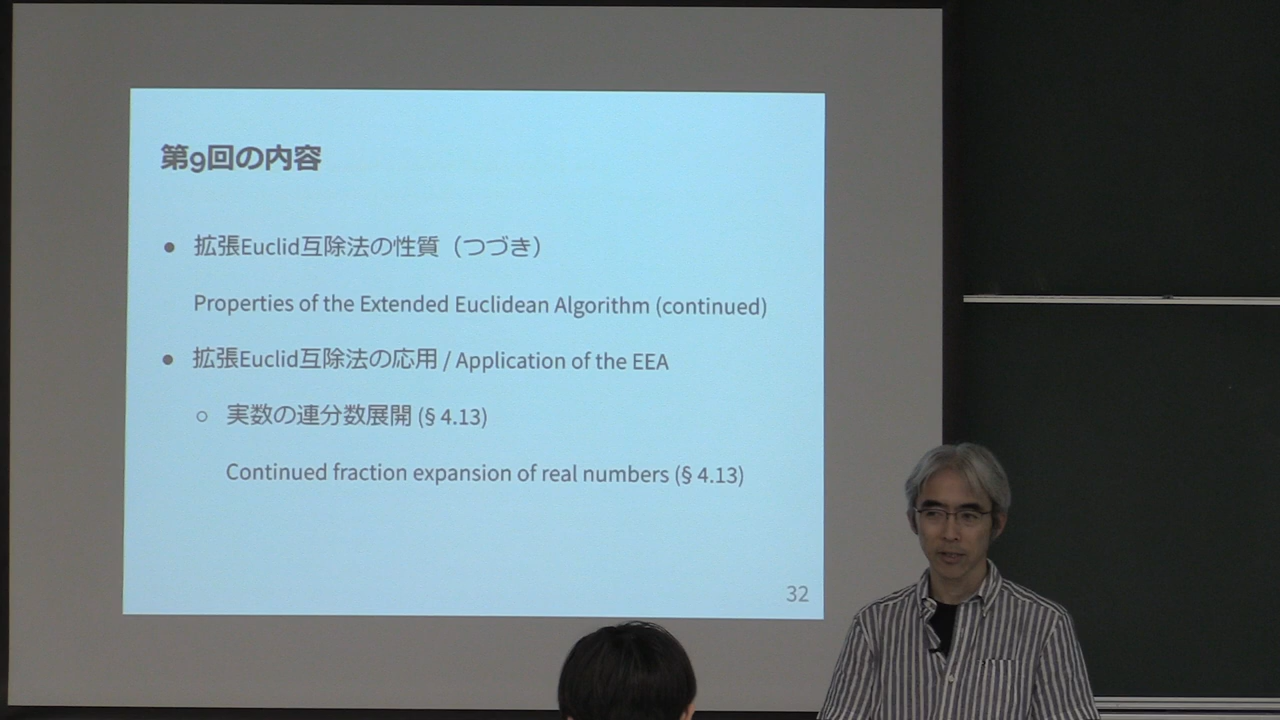 第9回の内容
● 拡張Euclid互除法の性質（つづき）
Properties of the Extended Euclidean Algorithm (continued)
● 拡張Euclid互除法の応用 / Application of the EEA
○ 実数の連分数展開 (§ 4.13)
Continued fraction expansion of real numbers (§ 4.13)
32